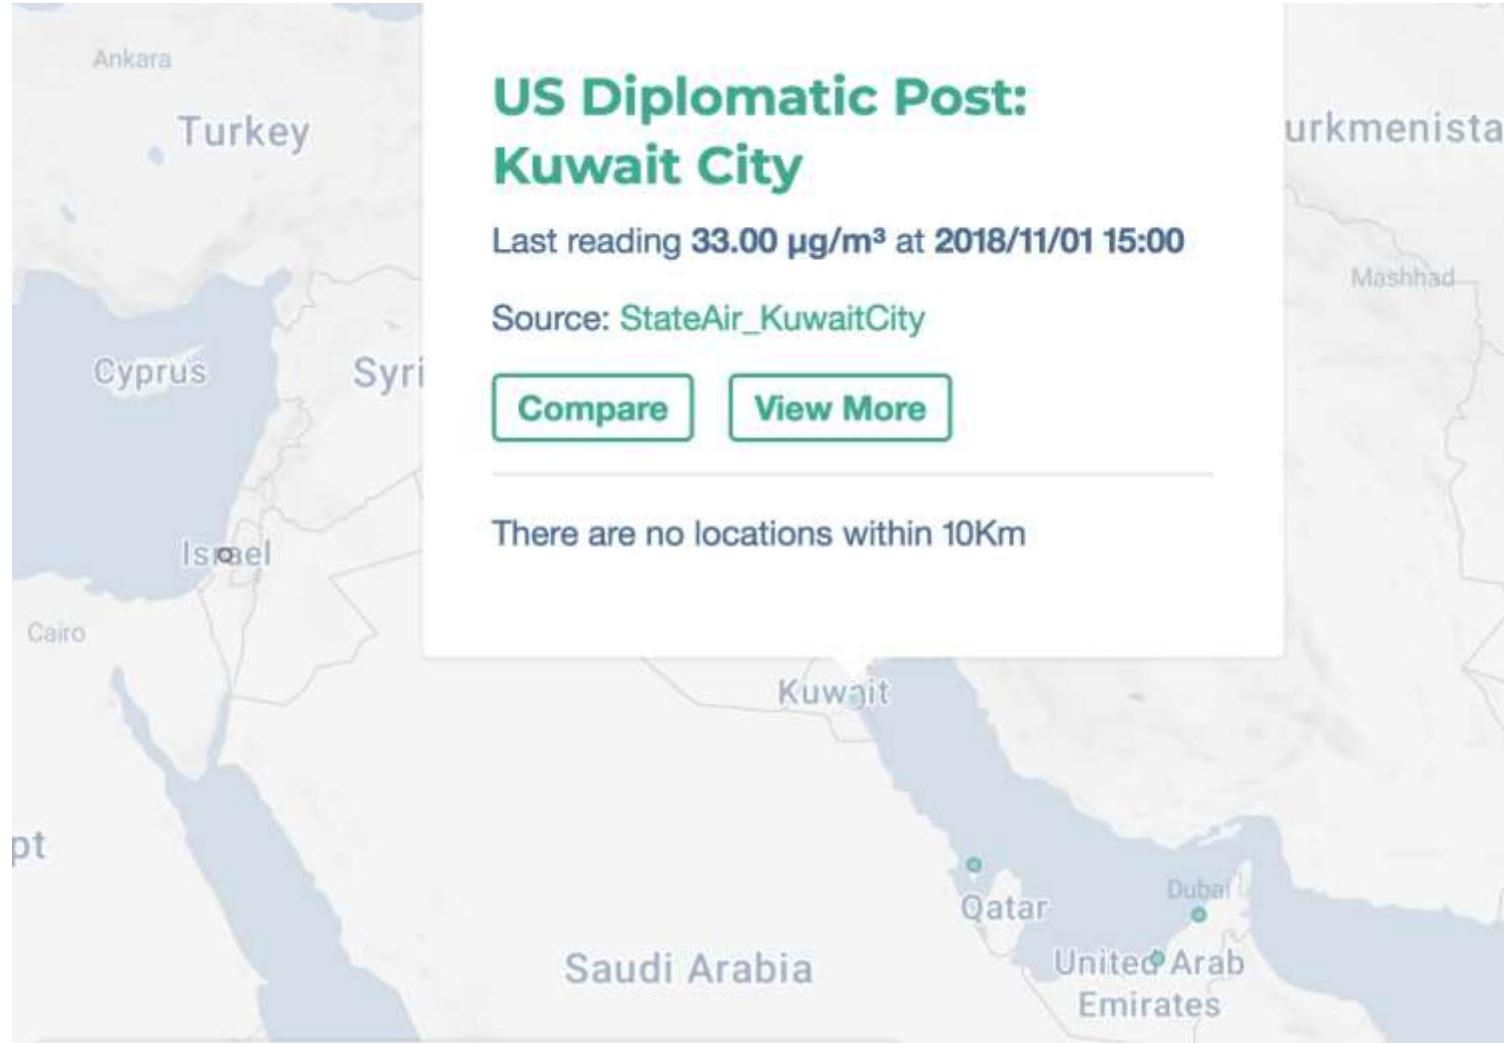 Ankara
Turkey
US Diplomatic Post:
Kuwait City
urkmenista
Last reading 33.00 µg/m³ at 2018/11/01 15:00
Mashhad
Source: StateAir_KuwaitCity
Cyprus
Syri
Compare
View More
There are no locations within 10Km
Israel
Cairo
Kuwait
pt
Dubai
Qatar
Saudi Arabia
United Arab
Emirates